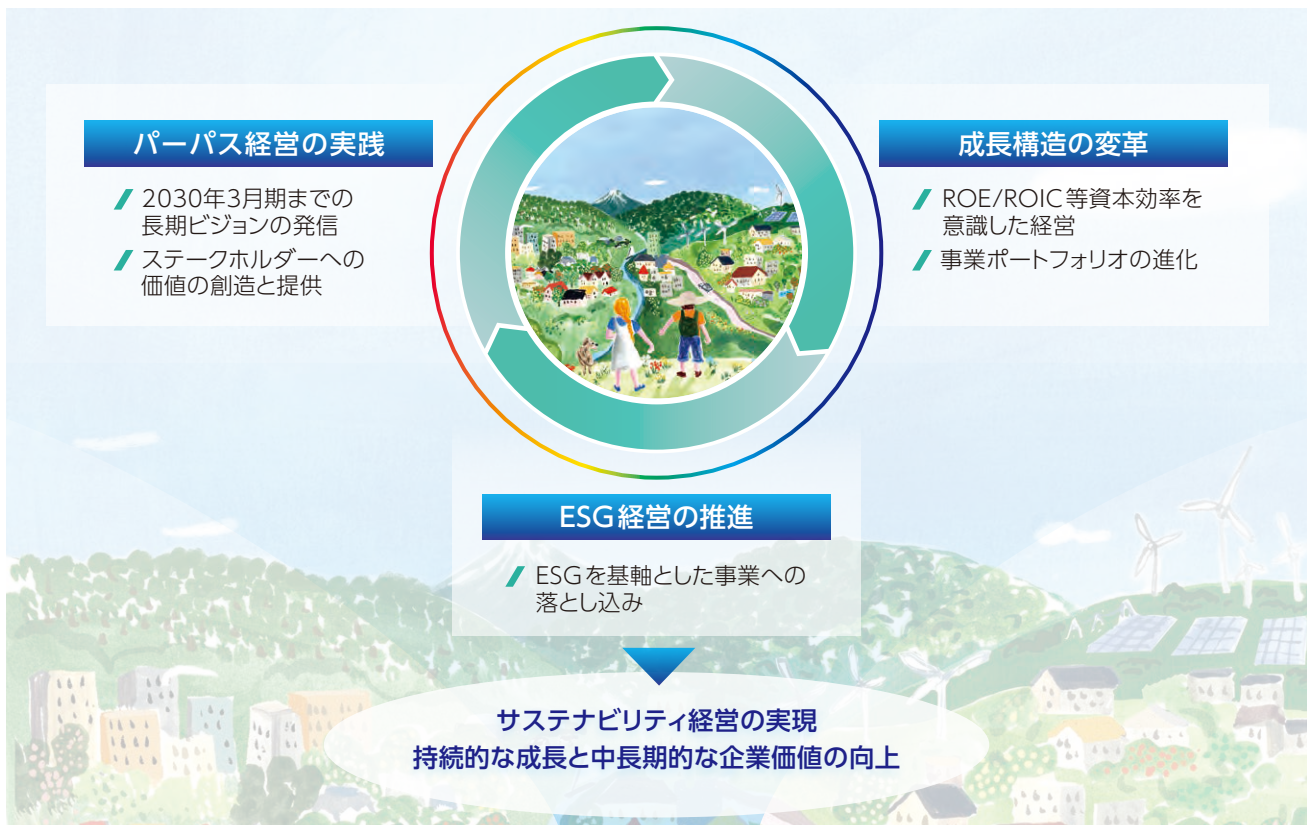 パーパス経営の実践
2030年3月期までの
長期ビジョンの発信
ステークホルダーへの
価値の創造と提供
成長構造の変革
ROE/ROIC等資本効率を
意識した経営
事業ポートフォリオの進化
ESG経営の推進
ESGを基軸とした事業への
落とし込み
サステナビリティ経営の実現
持続的な成長と中長期的な企業価値の向上